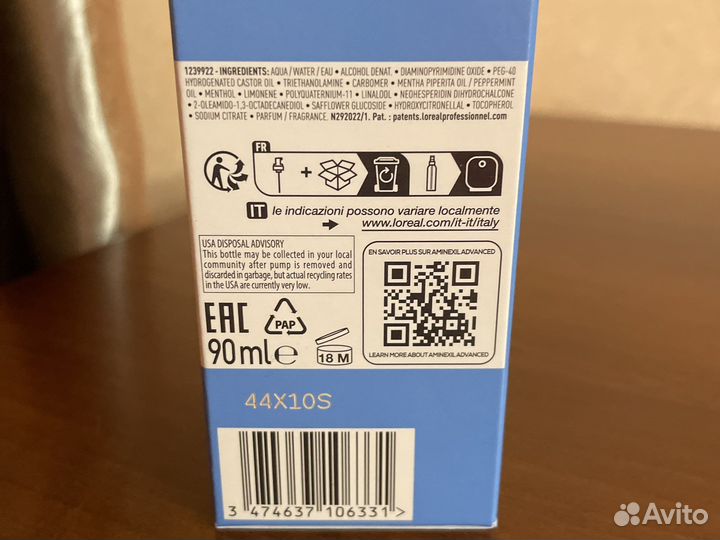 1239922 - INGREDIENTS: AQUA / WATER / EAU • ALCOHOL DENAT. • DIAMINOPYRIMIDINE OXIDE • PEG-40
HYDROGENATED CASTOR OIL • TRIETHANOLAMINE • CARBOMER • MENTHA PIPERITA OIL / PEPPERMINT
OIL • MENTHOL • LIMONENE • POLYQUATERNIUM-11 • LINALOOL • NEOHESPERIDIN DIHYDROCHALCONE
• 2-OLEAMIDO-1,3-OCTADECANEDIOL • SAFFLOWER GLUCOSIDE • HYDROXYCITRONELLAL • TOCOPHEROL
• SODIUM CITRATE • PARFUM / FRAGRANCE. N292022/1. Pat. : patents.lorealprofessionnel.com
FR
+
IT le indicazioni possono variare localmente
www.loreal.com/it-it/italy
USA DISPOSAL ADVISORY
This bottle may be collected in your local
community after pump is removed and
discarded in garbage, but actual recycling rates
in the USA are currently very low.
EN SAVOIR PLUS SUR AMINEXIL ADVANCED
LEARN MORE ABOUT AMINEXIL ADVANCED
EAC
PAP
90 ml e
18 M
44X10S
3 474637 106331 >
Avito